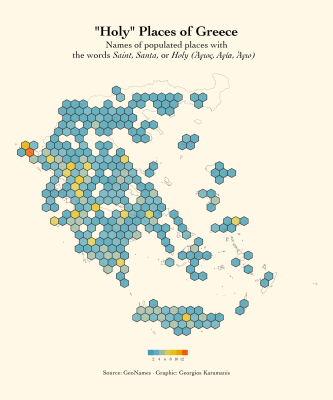 "Holy" Places of Greece
Names of populated places with
the words Saint, Santa, or Holy (Άγιος, Αγία, Άγιο)
2 4 6 8 10 12
Source: GeoNames · Graphic: Georgios Karamanis